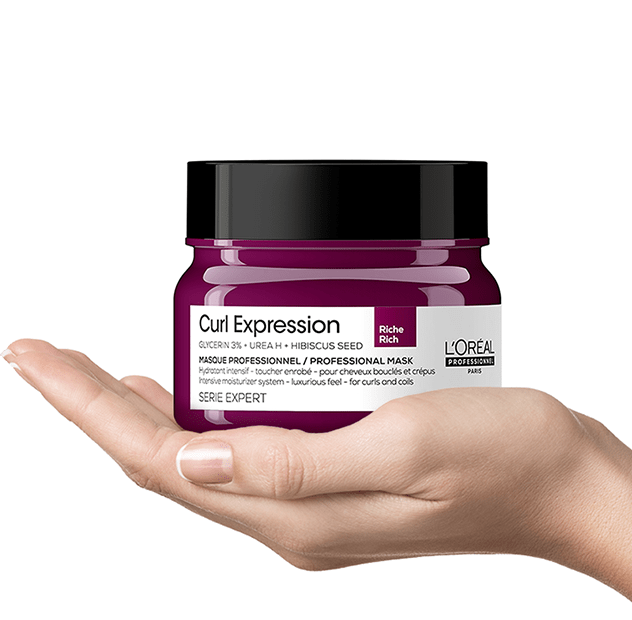 Curl Expression
GLYCERIN 3% + UREA H + HIBISCUS SEED
Riche
Rich
MASQUE PROFESSIONNEL / PROFESSIONAL MASK
Hydratant intensif - toucher enrobé - pour cheveux bouclés et crépus
Intensive moisturizer system - luxurious feel - for curls and coils
SERIE EXPERT
L'ORÉAL
PROFESSIONNEL
PARIS